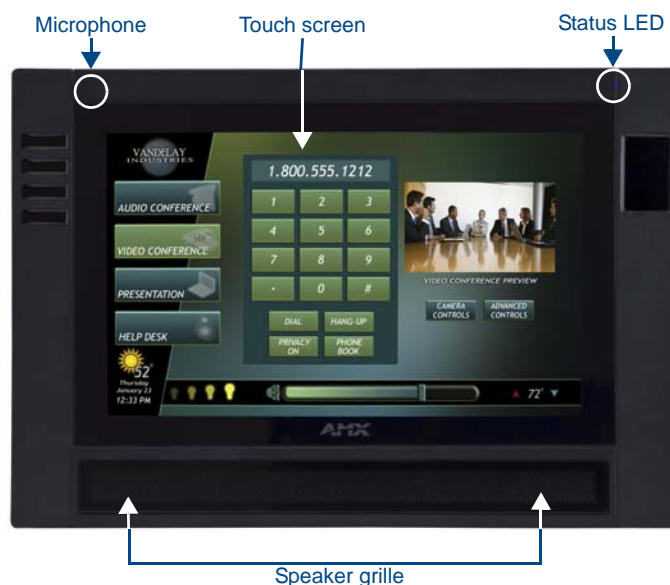 Microphone
Touch screen
Status LED
VANDELAY
INDUSTRIES
AUDIO CONFERENCE
VIDEO CONFERENCE
PRESENTATION
HELP DESK
52°
Thursday
January 23
12:33 PM
1.800.555.1212
1 2 3
4 5 6
7 8 9
· 0 #
DIAL HANG-UP
PRIVACY ON PHONE BOOK
VIDEO CONFERENCE PREVIEW
CAMERA CONTROLS ADVANCED CONTROLS
72°
AMX
Speaker grille